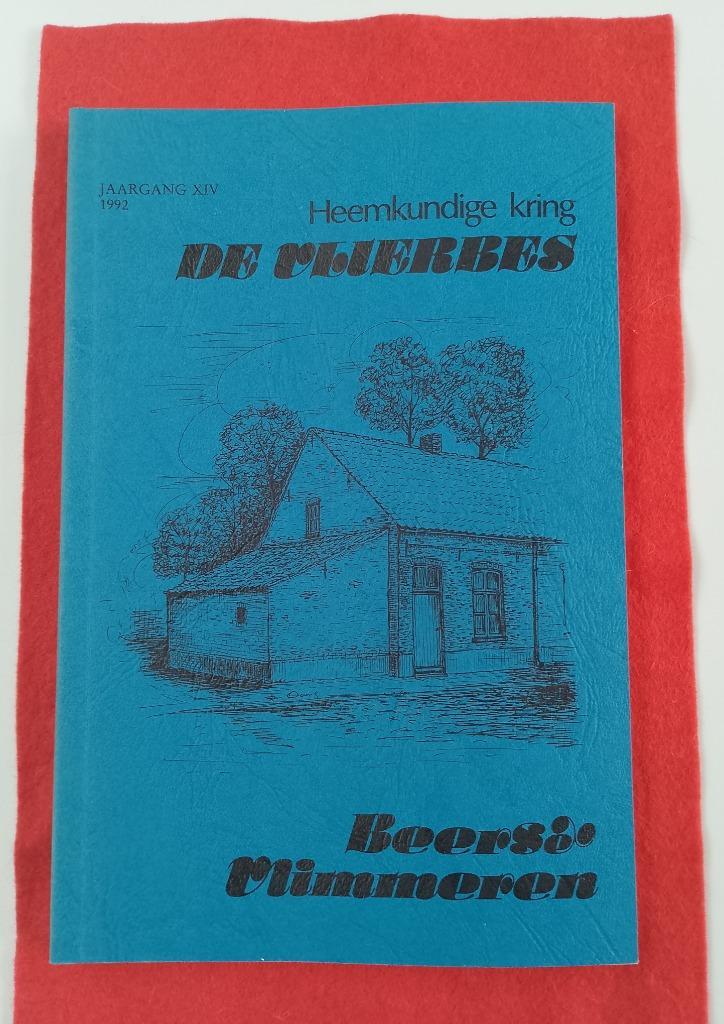 JAARGANG XIV
1992
Heemkundige kring
DE VLIERBES
Beerse &
Vlimmeren